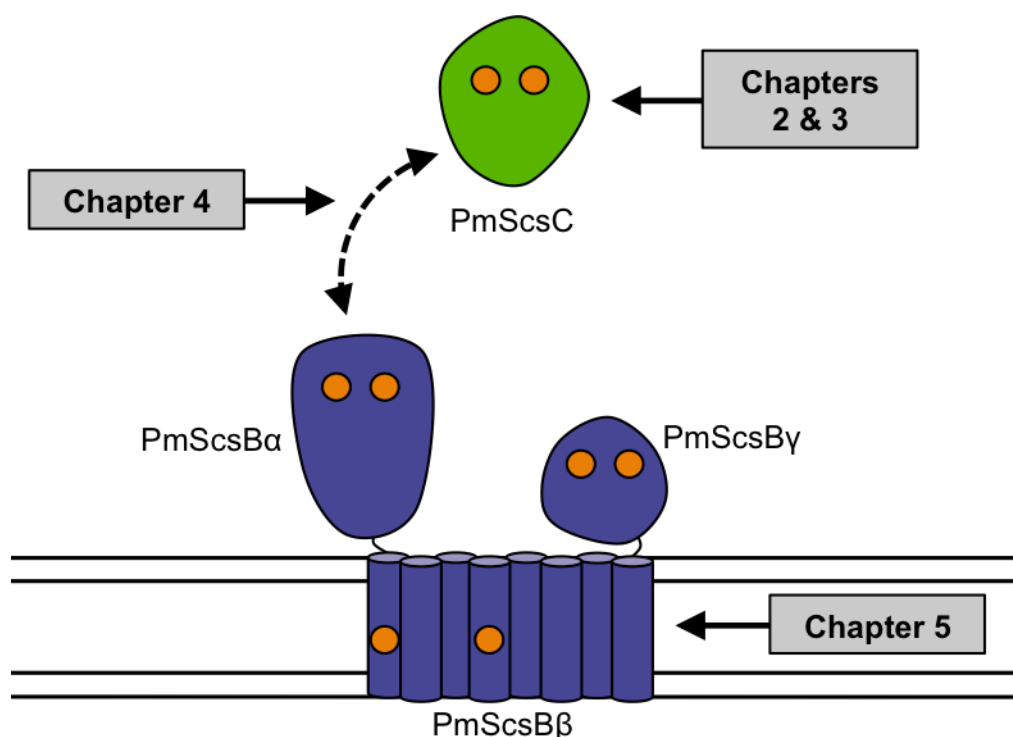 Chapters
2 & 3
Chapter 4
PmScsC
PmScsBα
PmScsBγ
Chapter 5
PmScsBβ